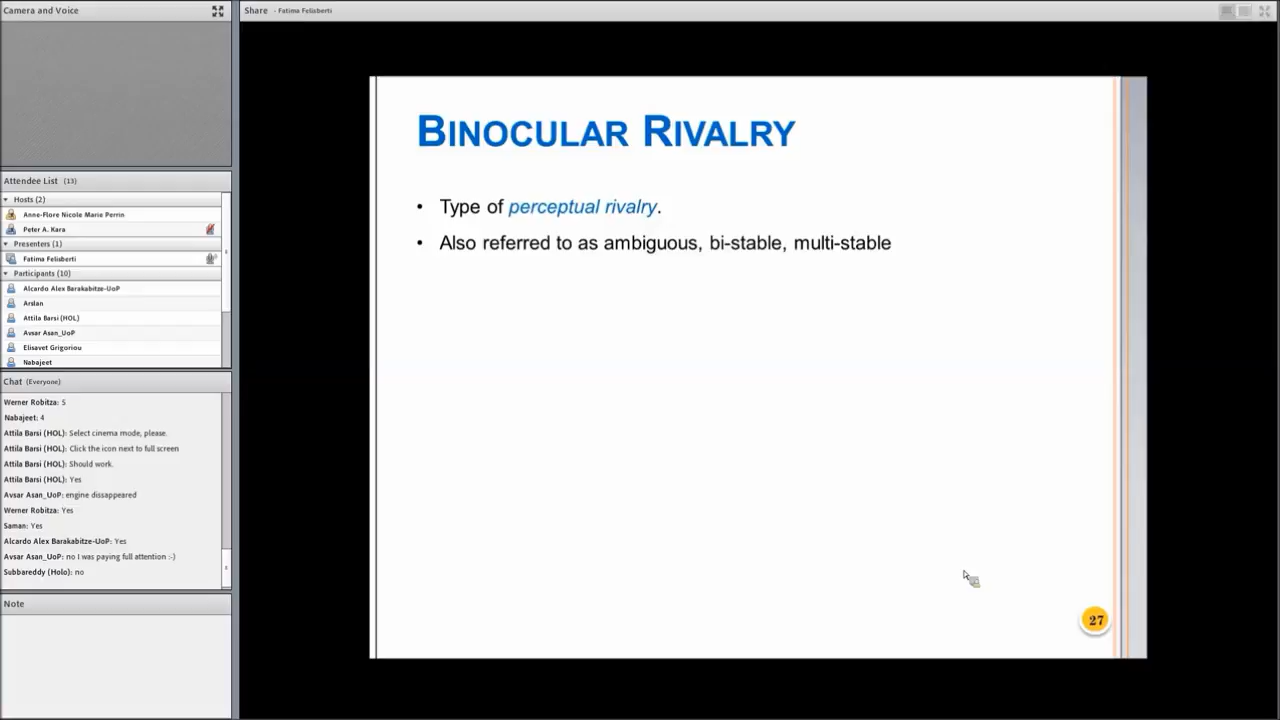 Camera and Voice
Attendee List (13)
Hosts (2)
Anne-Flore Nicole Marie Perrin
Peter A. Kara
Presenters (1)
Fatima Felisberti
Participants (10)
Alcardo Alex Barakabitze-UoP
Arslan
Attila Barsi (HOL)
Avsar Asan_UoP
Elisavet Grigoriou
Nabajeet
Chat (Everyone)
Werner Robitza: 5
Nabajeet: 4
Attila Barsi (HOL): Select cinema mode, please.
Attila Barsi (HOL): Click the icon next to full screen
Attila Barsi (HOL): Should work.
Attila Barsi (HOL): Yes
Avsar Asan_UoP: engine dissappeared
Werner Robitza: Yes
Saman: Yes
Alcardo Alex Barakabitze-UoP: Yes
Avsar Asan_UoP: no I was paying full attention :-)
Subbareddy (Holo): no
Note
Share - Fatima Felisberti
BINOCULAR RIVALRY
• Type of perceptual rivalry.
• Also referred to as ambiguous, bi-stable, multi-stable
27